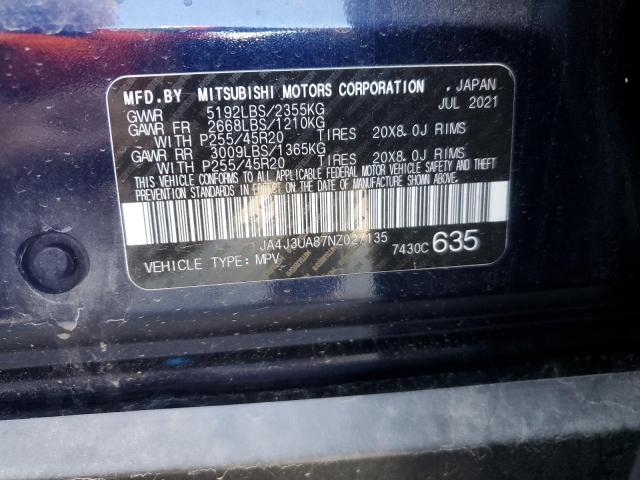 MFD.BY MITSUBISHI MOTORS CORPORATION , JAPAN
GVWR 5192LBS/2355KG JUL 2021
GAWR FR 2668LBS/1210KG
WITH P255/45R20 TIRES 20X8.0J RIMS
GAWR RR 3009LBS/1365KG
WITH P255/45R20 TIRES 20X8.0J RIMS
THIS VEHICLE CONFORMS TO ALL APPLICABLE FEDERAL MOTOR VEHICLE SAFETY AND THEFT
PREVENTION STANDARDS IN EFFECT ON THE DATE OF MANUFACTURE SHOWN ABOVE.
JA4J3UA87NZ027135
VEHICLE TYPE: MPV 7430C 635